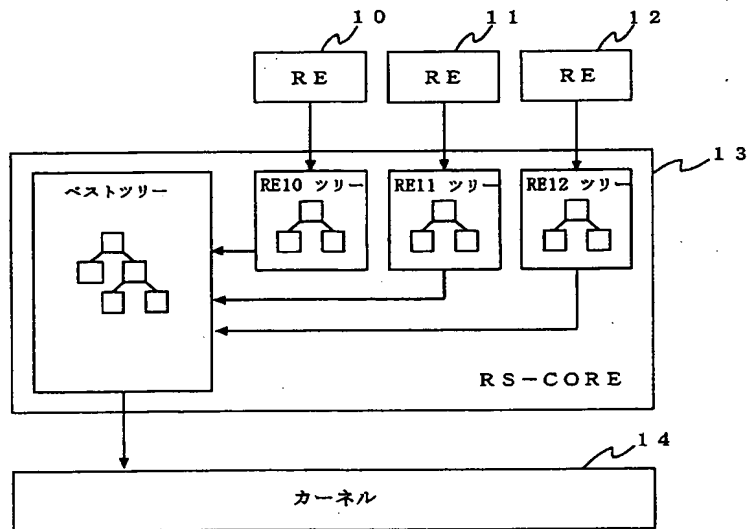 10
11
12
RE
RE
RE
13
ベストツリー
RE10 ツリー
RE11 ツリー
RE12 ツリー
RS-CORE
14
カーネル